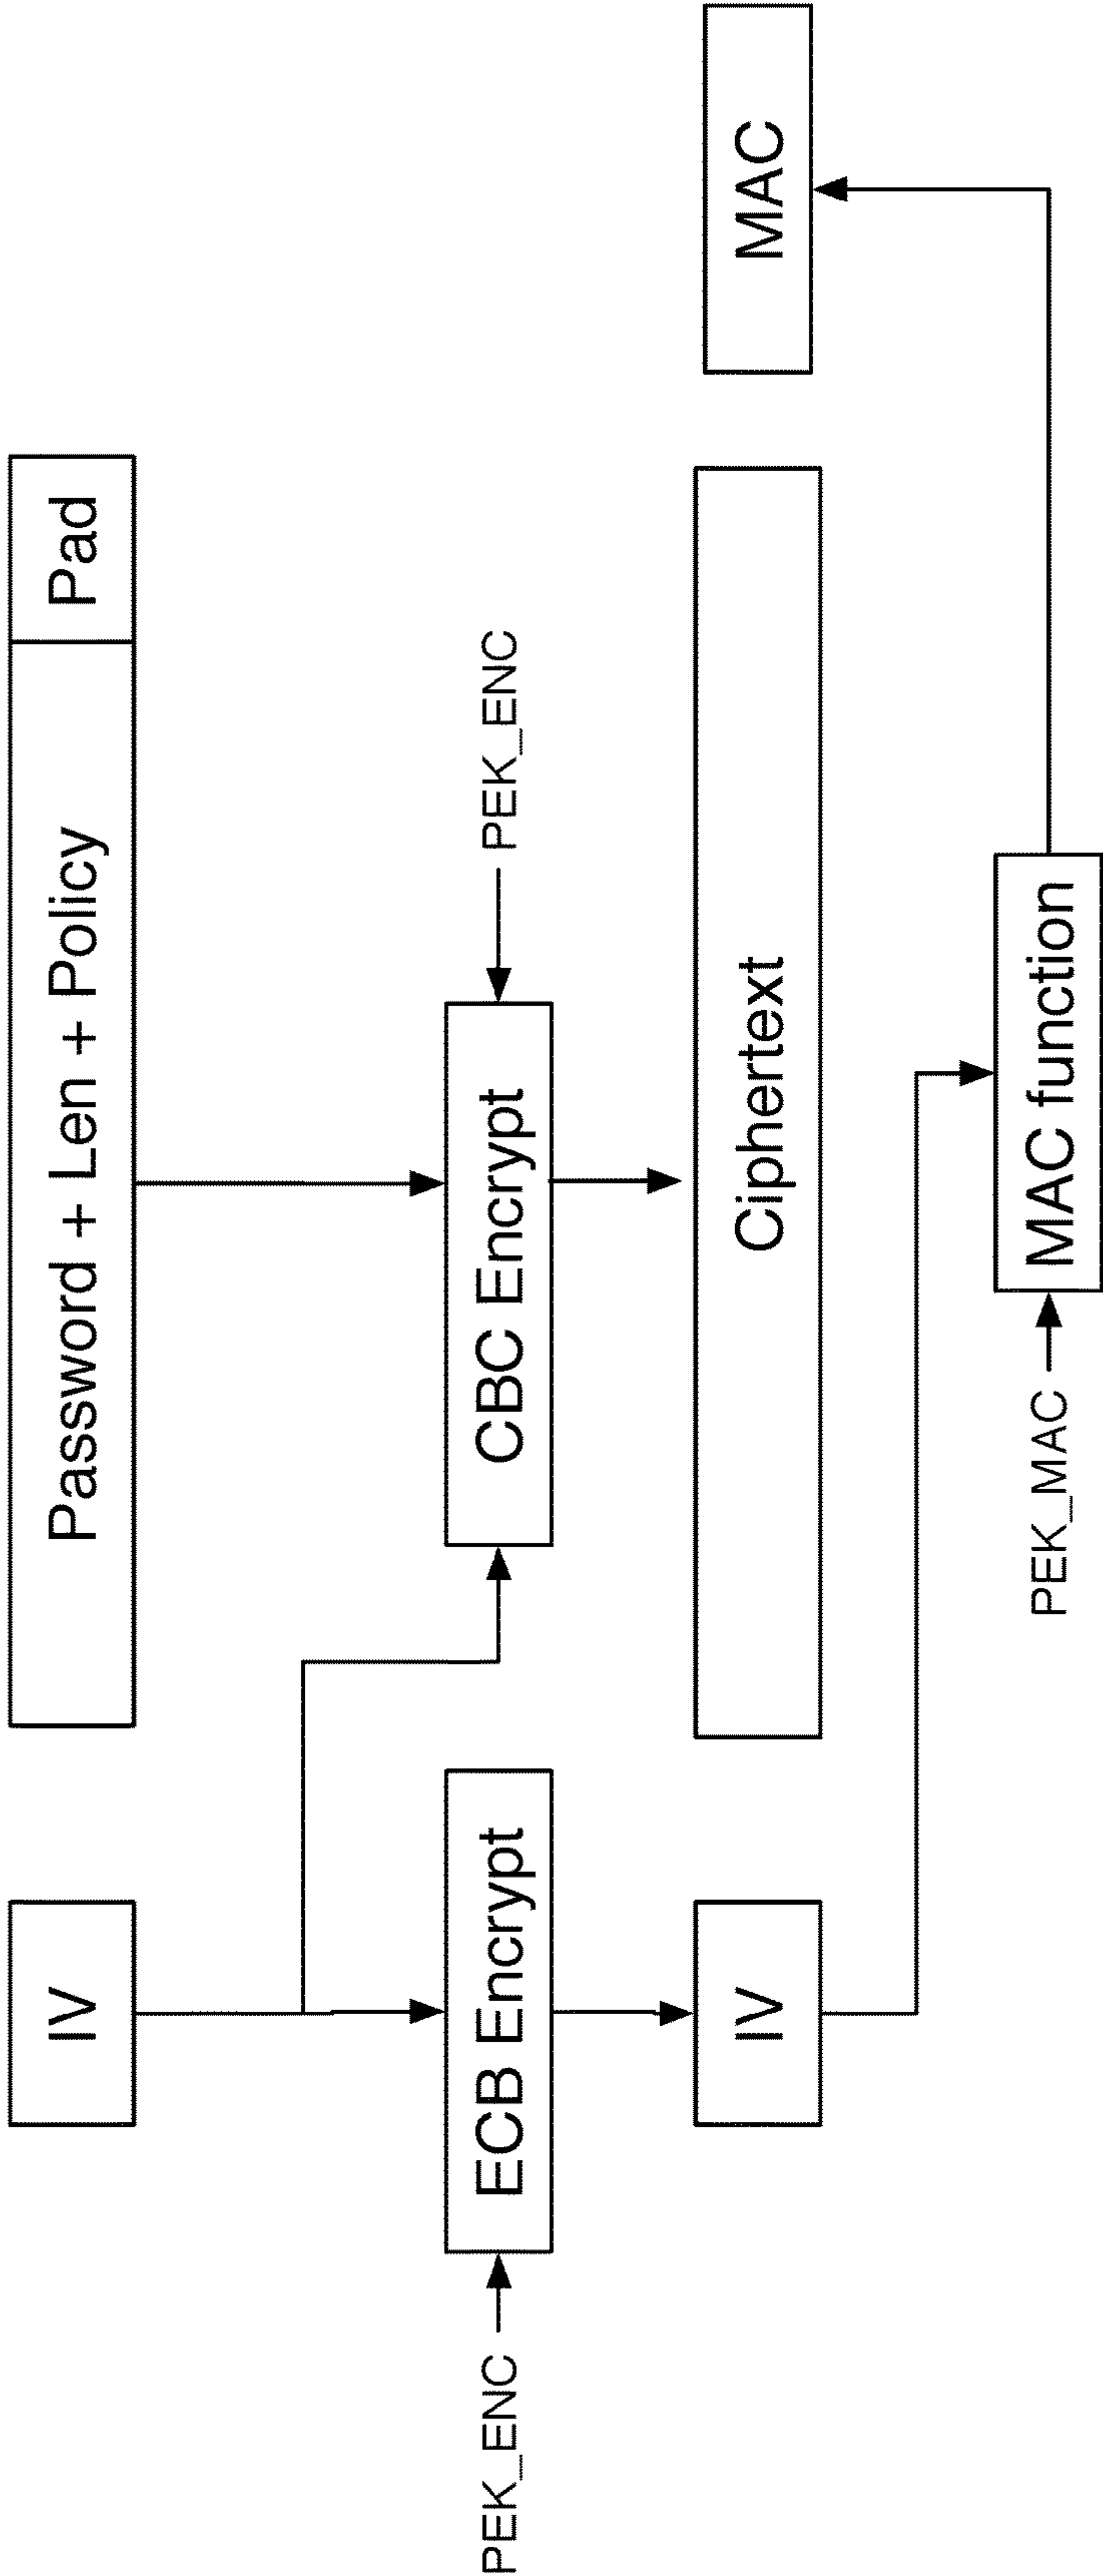 IV
Password + Len + Policy
Pad
PEK_ENC
ECB Encrypt
CBC Encrypt
PEK_ENC
IV
Ciphertext
MAC
PEK_MAC
MAC function